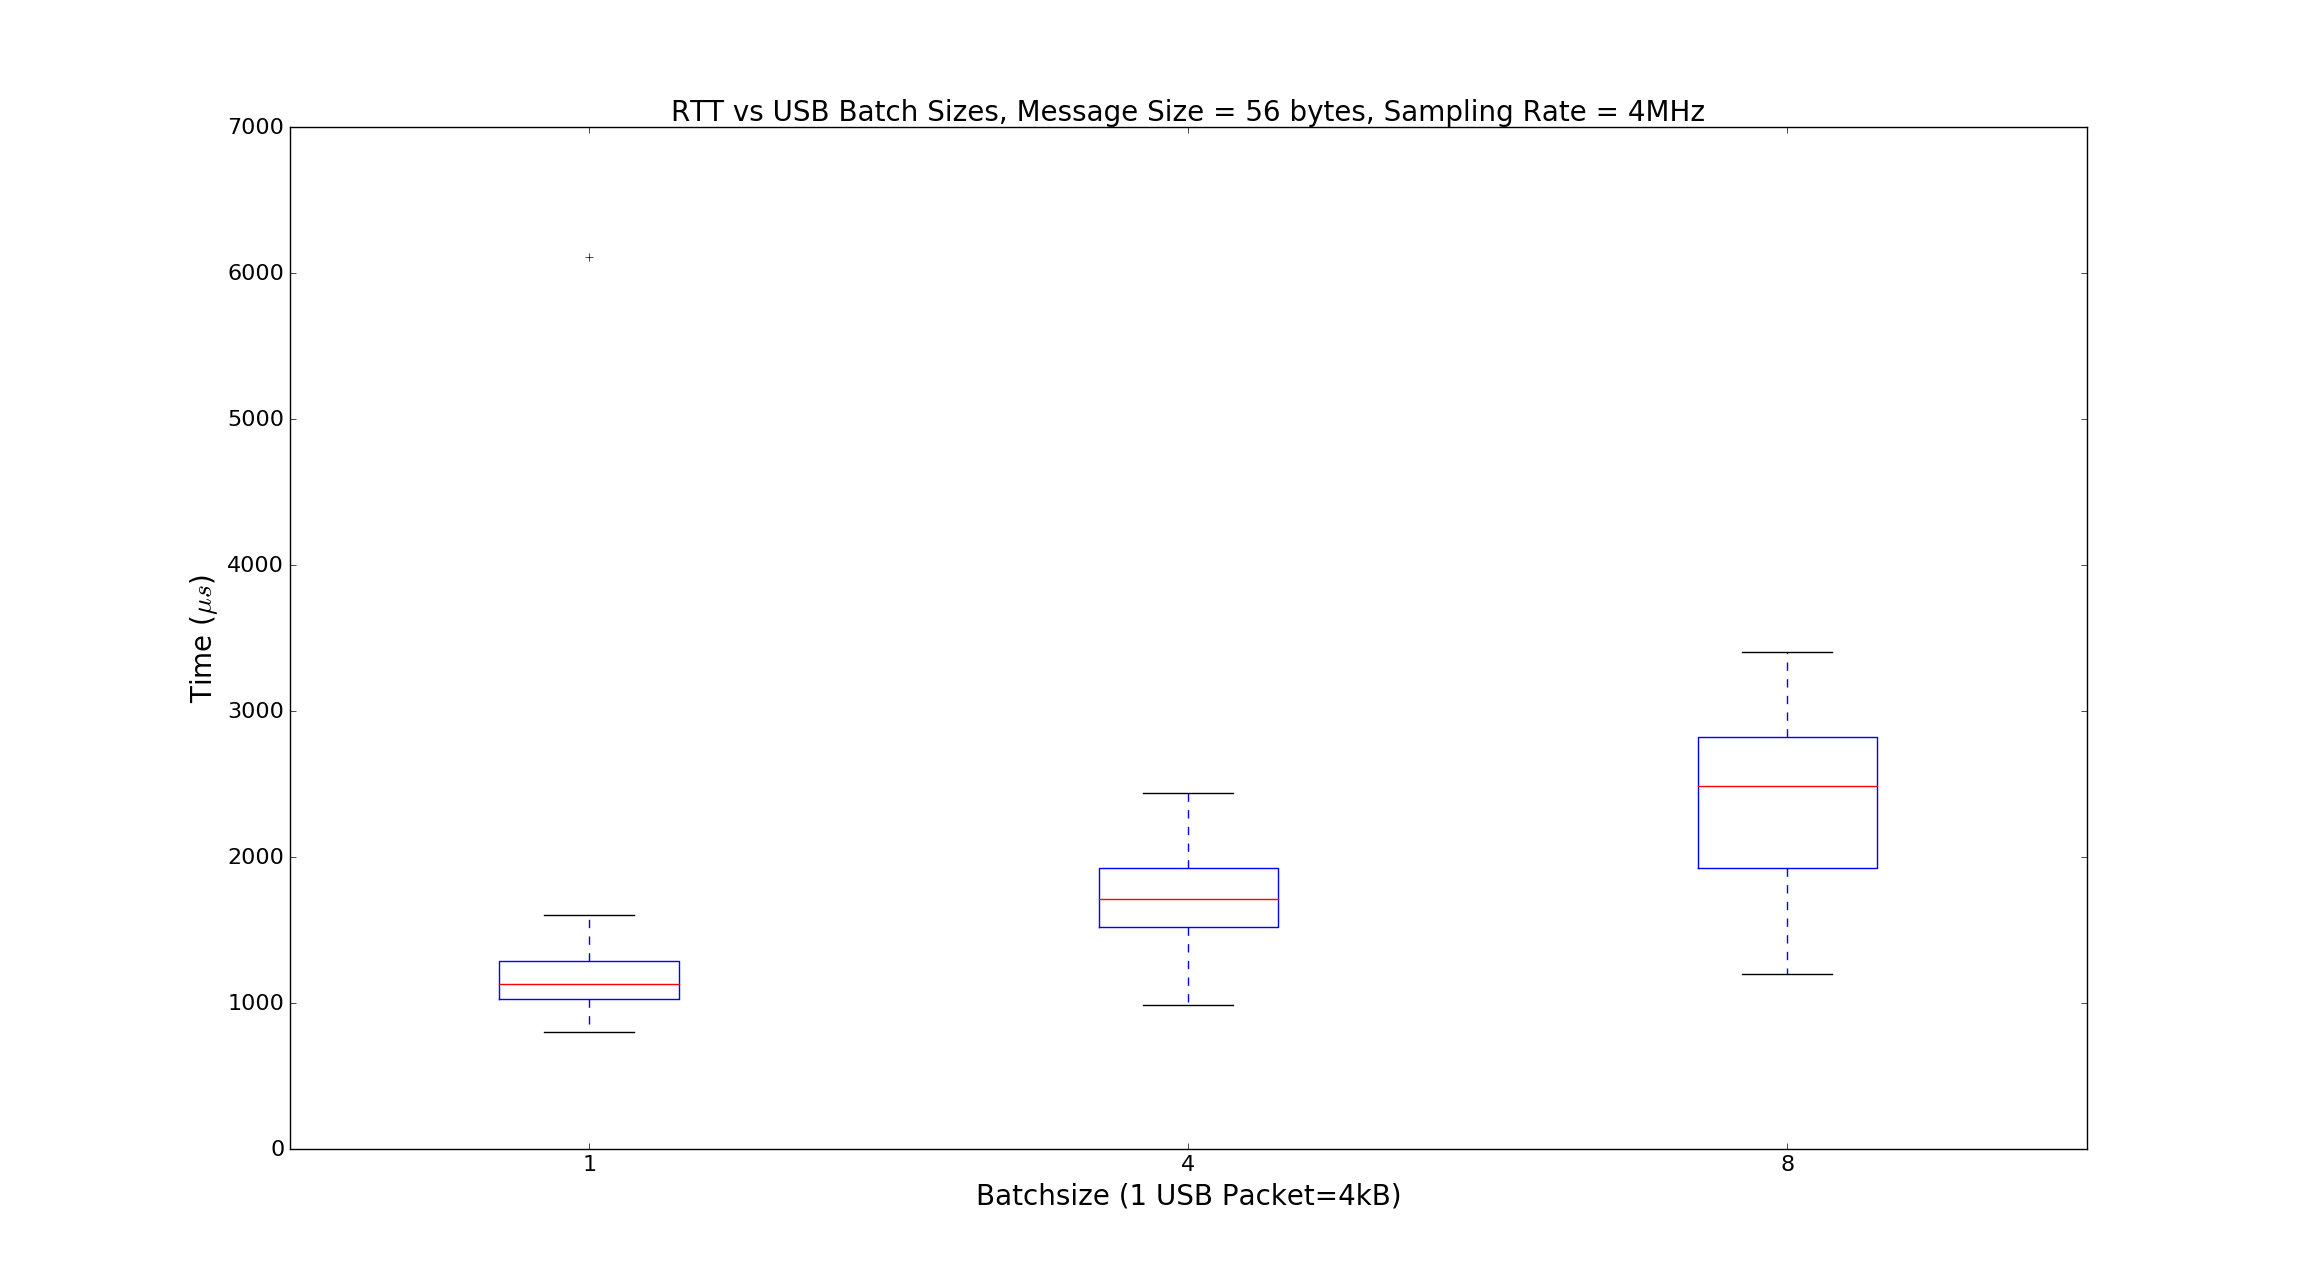 RTT vs USB Batch Sizes, Message Size = 56 bytes, Sampling Rate = 4MHz
7000
6000
5000
4000
3000
2000
1000
0
Time (μs)
1 4 8
Batchsize (1 USB Packet=4kB)